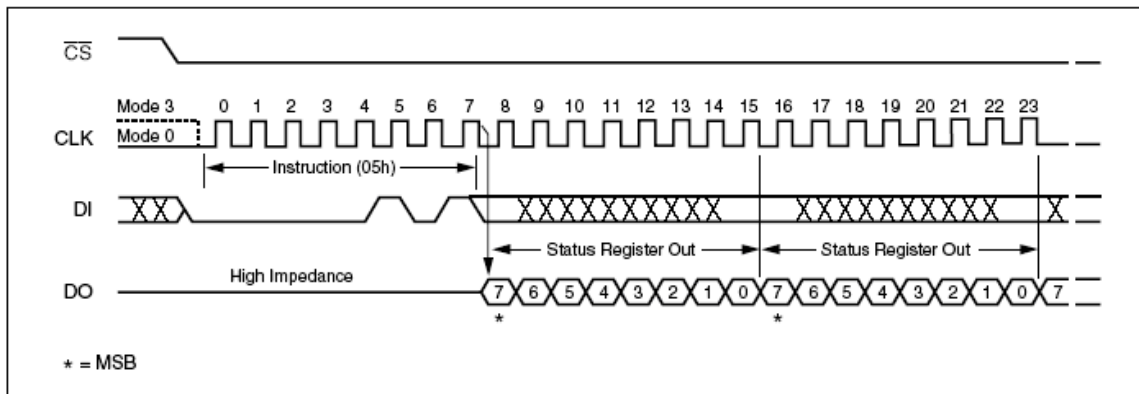 CS
Mode 3 0 1 2 3 4 5 6 7 8 9 10 11 12 13 14 15 16 17 18 19 20 21 22 23
CLK Mode 0
Instruction (05h)
DI
Status Register Out Status Register Out
High Impedance
DO 7 6 5 4 3 2 1 0 7 6 5 4 3 2 1 0 7
* *
* = MSB